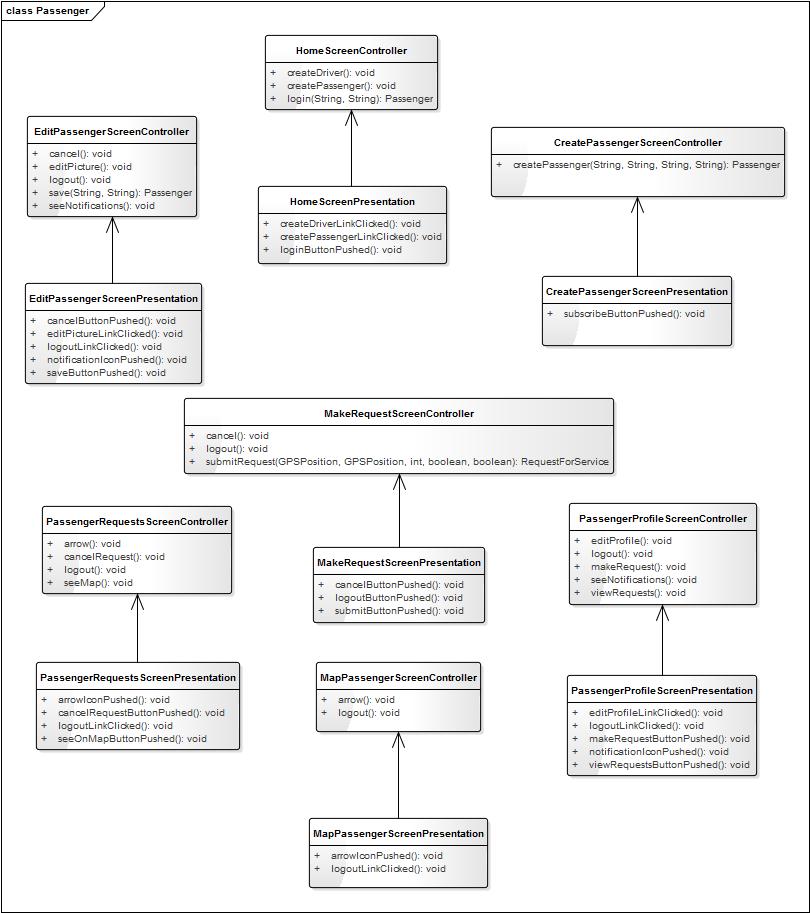 class Passenger
HomeScreenController
+ createDriver(): void
+ createPassenger(): void
+ login(String, String): Passenger
EditPassengerScreenController
+ cancel(): void
+ editPicture(): void
+ logout(): void
+ save(String, String): Passenger
+ seeNotifications(): void
CreatePassengerScreenController
+ createPassenger(String, String, String, String): Passenger
HomeScreenPresentation
+ createDriverLinkClicked(): void
+ createPassengerLinkClicked(): void
+ loginButtonPushed(): void
EditPassengerScreenPresentation
+ cancelButtonPushed(): void
+ editPictureLinkClicked(): void
+ logoutLinkClicked(): void
+ notificationIconPushed(): void
+ saveButtonPushed(): void
CreatePassengerScreenPresentation
+ subscribeButtonPushed(): void
MakeRequestScreenController
+ cancel(): void
+ logout(): void
+ submitRequest(GPSPosition, GPSPosition, int, boolean, boolean): RequestForService
PassengerRequestsScreenController
+ arrow(): void
+ cancelRequest(): void
+ logout(): void
+ seeMap(): void
MakeRequestScreenPresentation
+ cancelButtonPushed(): void
+ logoutButtonPushed(): void
+ submitButtonPushed(): void
PassengerProfileScreenController
+ editProfile(): void
+ logout(): void
+ makeRequest(): void
+ seeNotifications(): void
+ viewRequests(): void
PassengerRequestsScreenPresentation
+ arrowIconPushed(): void
+ cancelRequestButtonPushed(): void
+ logoutLinkClicked(): void
+ seeOnMapButtonPushed(): void
MapPassengerScreenController
+ arrow(): void
+ logout(): void
PassengerProfileScreenPresentation
+ editProfileLinkClicked(): void
+ logoutLinkClicked(): void
+ makeRequestButtonPushed(): void
+ notificationIconPushed(): void
+ viewRequestsButtonPushed(): void
MapPassengerScreenPresentation
+ arrowIconPushed(): void
+ logoutLinkClicked(): void